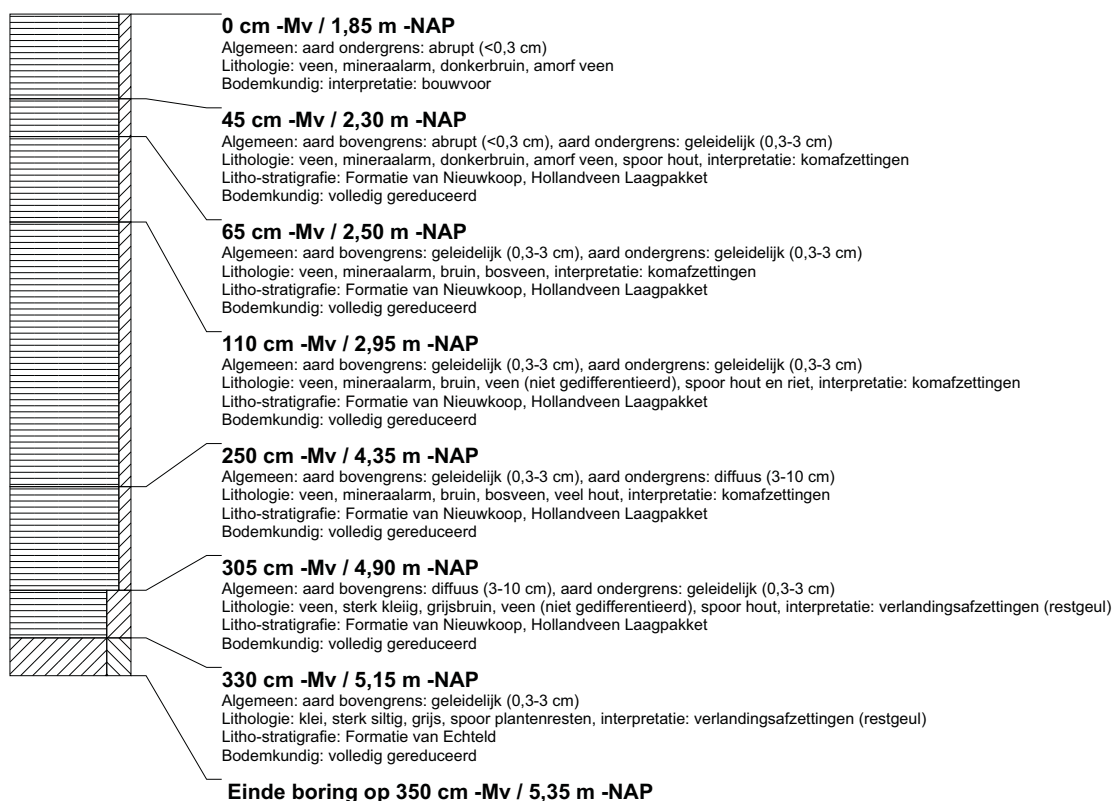 0 cm -Mv / 1,85 m -NAP
Algemeen: aard ondergrens: abrupt (<0,3 cm)
Lithologie: veen, mineraalarm, donkerbruin, amorf veen
Bodemkundig: interpretatie: bouwvoor
45 cm -Mv / 2,30 m -NAP
Algemeen: aard bovengrens: abrupt (<0,3 cm), aard ondergrens: geleidelijk (0,3-3 cm)
Lithologie: veen, mineraalarm, donkerbruin, amorf veen, spoor hout, interpretatie: komafzettingen
Litho-stratigrafie: Formatie van Nieuwkoop, Hollandveen Laagpakket
Bodemkundig: volledig gereduceerd
65 cm -Mv / 2,50 m -NAP
Algemeen: aard bovengrens: geleidelijk (0,3-3 cm), aard ondergrens: geleidelijk (0,3-3 cm)
Lithologie: veen, mineraalarm, bruin, bosveen, interpretatie: komafzettingen
Litho-stratigrafie: Formatie van Nieuwkoop, Hollandveen Laagpakket
Bodemkundig: volledig gereduceerd
110 cm -Mv / 2,95 m -NAP
Algemeen: aard bovengrens: geleidelijk (0,3-3 cm), aard ondergrens: geleidelijk (0,3-3 cm)
Lithologie: veen, mineraalarm, bruin, veen (niet gedifferentieerd), spoor hout en riet, interpretatie: komafzettingen
Litho-stratigrafie: Formatie van Nieuwkoop, Hollandveen Laagpakket
Bodemkundig: volledig gereduceerd
250 cm -Mv / 4,35 m -NAP
Algemeen: aard bovengrens: geleidelijk (0,3-3 cm), aard ondergrens: diffuus (3-10 cm)
Lithologie: veen, mineraalarm, bruin, bosveen, veel hout, interpretatie: komafzettingen
Litho-stratigrafie: Formatie van Nieuwkoop, Hollandveen Laagpakket
Bodemkundig: volledig gereduceerd
305 cm -Mv / 4,90 m -NAP
Algemeen: aard bovengrens: diffuus (3-10 cm), aard ondergrens: geleidelijk (0,3-3 cm)
Lithologie: veen, sterk kleiig, grijsbruin, veen (niet gedifferentieerd), spoor hout, interpretatie: verlandingsafzettingen (restgeul)
Litho-stratigrafie: Formatie van Nieuwkoop, Hollandveen Laagpakket
Bodemkundig: volledig gereduceerd
330 cm -Mv / 5,15 m -NAP
Algemeen: aard bovengrens: geleidelijk (0,3-3 cm)
Lithologie: klei, sterk siltig, grijs, spoor plantenresten, interpretatie: verlandingsafzettingen (restgeul)
Litho-stratigrafie: Formatie van Echteld
Bodemkundig: volledig gereduceerd
Einde boring op 350 cm -Mv / 5,35 m -NAP